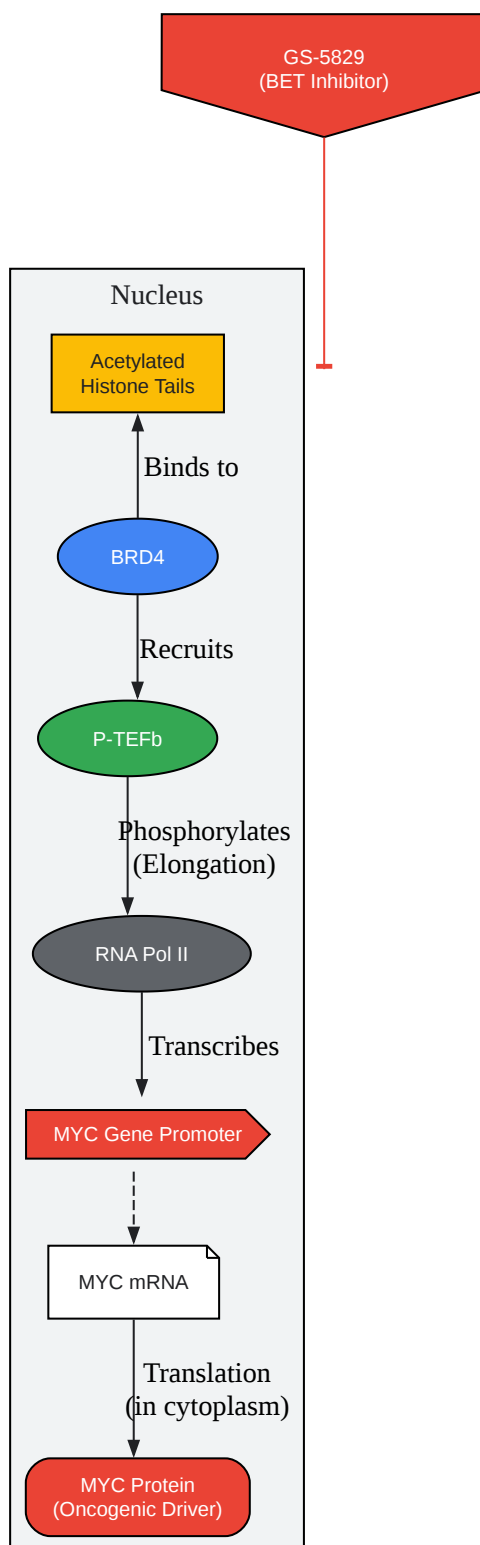 GS-5829
(BET Inhibitor)
Nucleus
Acetylated
Histone Tails
Binds to
BRD4
Recruits
P-TEFb
Phosphorylates
(Elongation)
RNA Pol II
Transcribes
MYC Gene Promoter
MYC mRNA
Translation
(in cytoplasm)
MYC Protein
(Oncogenic Driver)